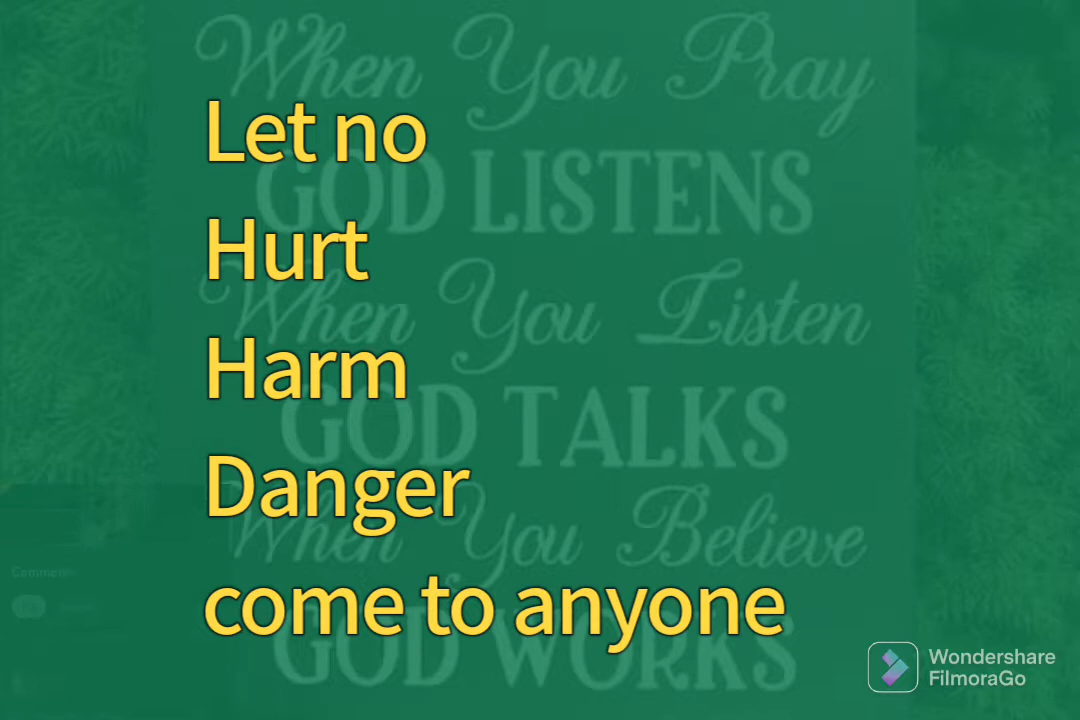 When You Pray
Let no
GOD LISTENS
Hurt
When You Listen
Harm
GOD TALKS
Danger
When You Believe
come to anyone
GOD WORKS
Wondershare
FilmoraGo